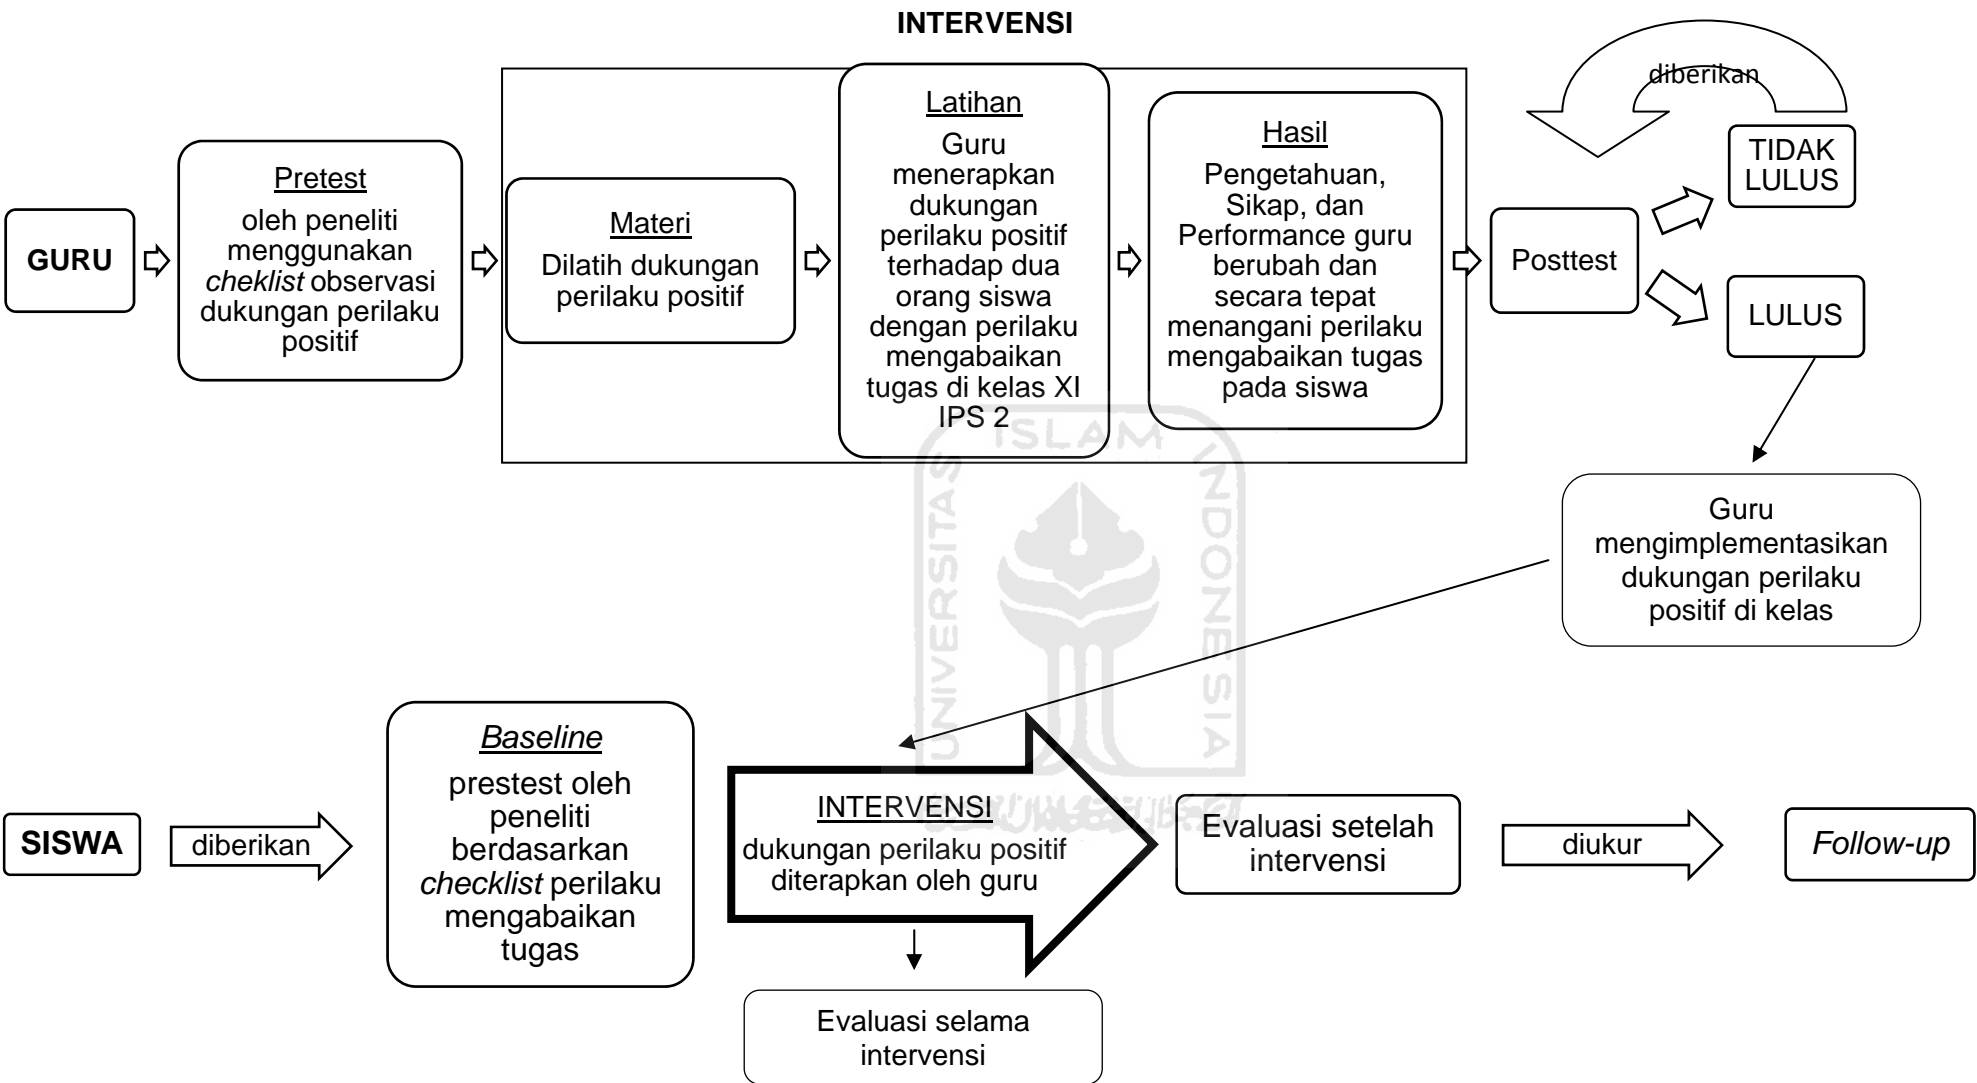 INTERVENSI
GURU
Pretest
oleh peneliti
menggunakan
cheklist observasi
dukungan perilaku
positif
Materi
Dilatih dukungan
perilaku positif
Latihan
Guru
menerapkan
dukungan
perilaku positif
terhadap dua
orang siswa
dengan perilaku
mengabaikan
tugas di kelas XI
IPS 2
Hasil
Pengetahuan,
Sikap, dan
Performance guru
berubah dan
secara tepat
menangani perilaku
mengabaikan tugas
pada siswa
Posttest
diberikan
TIDAK
LULUS
LULUS
Guru
mengimplementasikan
dukungan perilaku
positif di kelas
UNIVERSITAS
ISLAM
INDONESIA
SISWA
diberikan
Baseline
prestest oleh
peneliti
berdasarkan
checklist perilaku
mengabaikan
tugas
INTERVENSI
dukungan perilaku positif
diterapkan oleh guru
Evaluasi selama
intervensi
Evaluasi setelah
intervensi
diukur
Follow-up